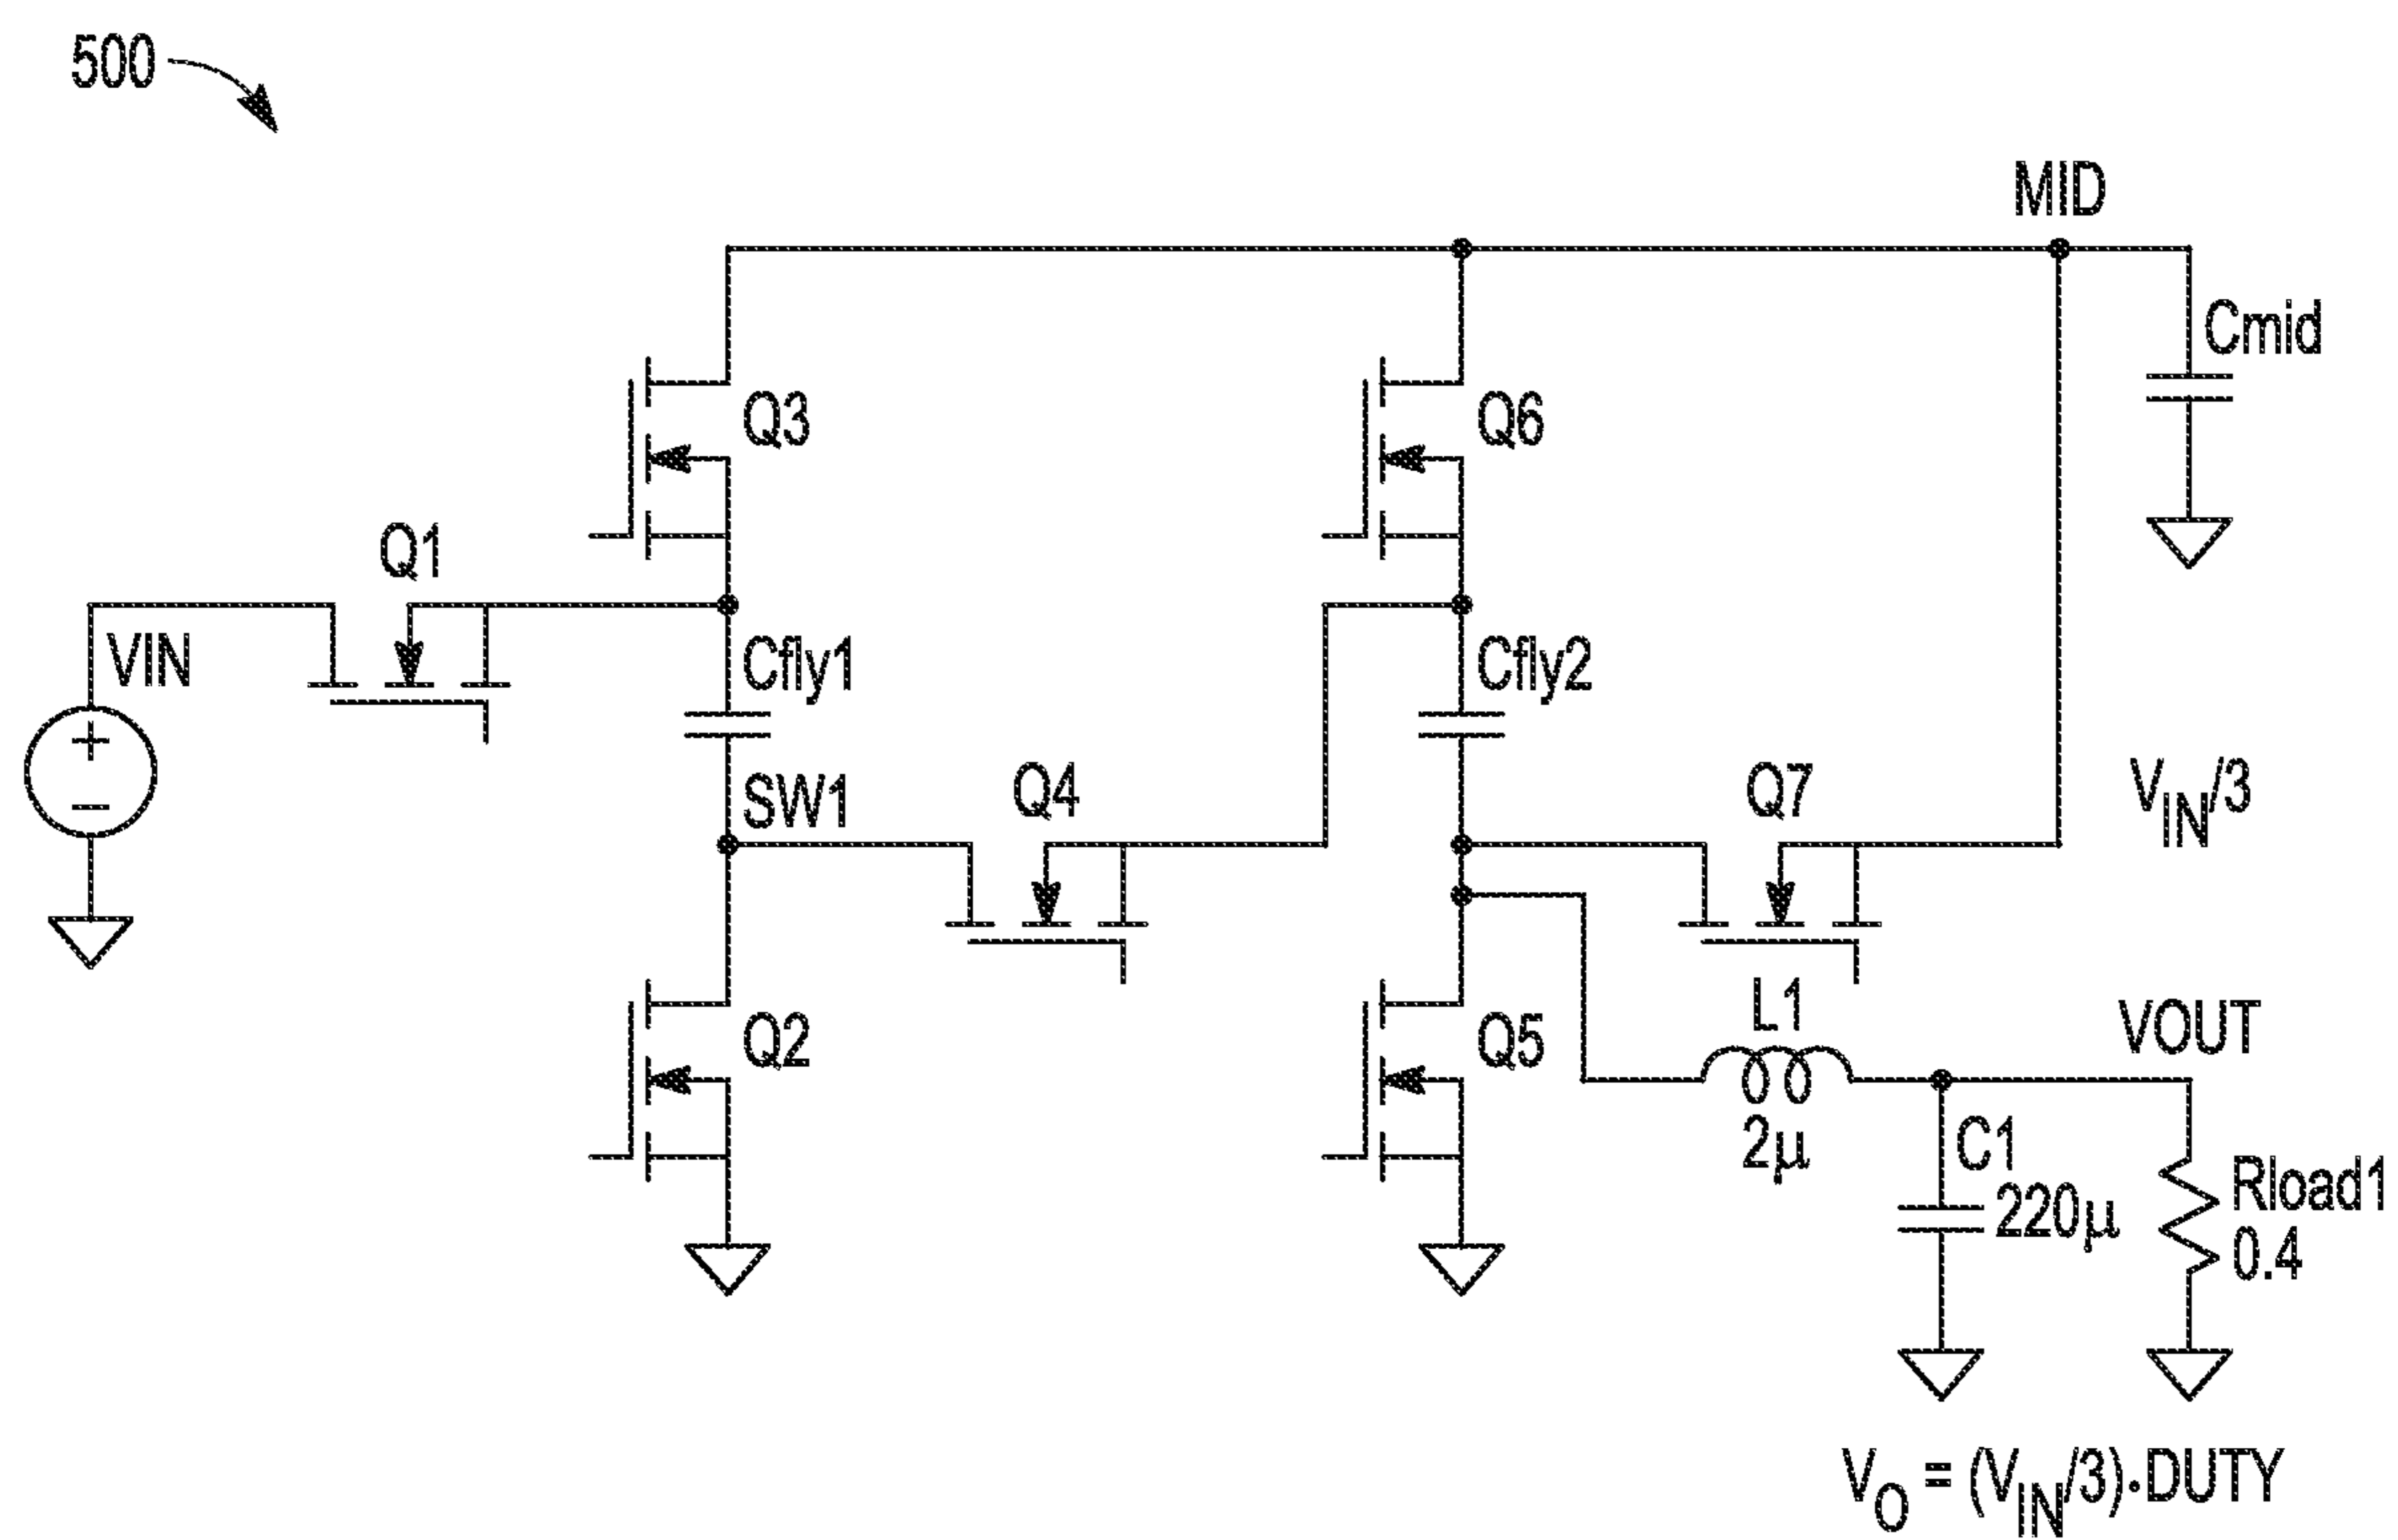 500
MID
Cmid
Q3
Q6
Q1
VIN
Cfly1
Cfly2
SW1
Q4
Q7
VIN/3
L1
VOUT
Q2
Q5
2µ
C1
220µ
Rload1
0.4
VO = (VIN/3)·DUTY